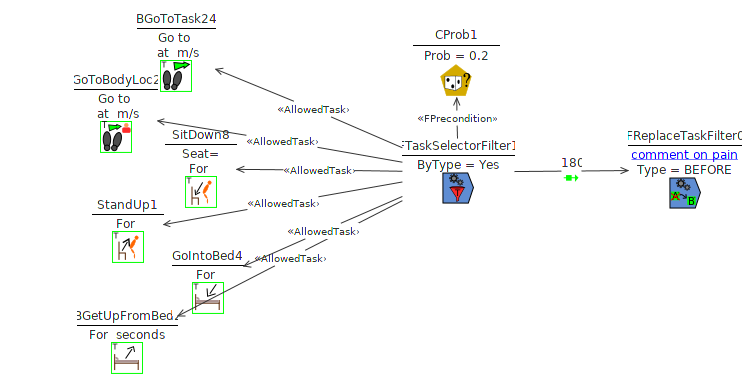 BGoToTask24
Go to
at m/s
GoToBodyLoc2
Go to
at m/s
SitDown8
Seat=
For
StandUp1
For
GoIntoBed4
For
BGetUpFromBed
For seconds
«AllowedTask»
«AllowedTask»
«AllowedTask»
«AllowedTask»
«AllowedTask»
«AllowedTask»
CProb1
Prob = 0.2
«FPrecondition»
TaskSelectorFilter1
ByType = Yes
180
FReplaceTaskFilter0
comment on pain
Type = BEFORE
A
B